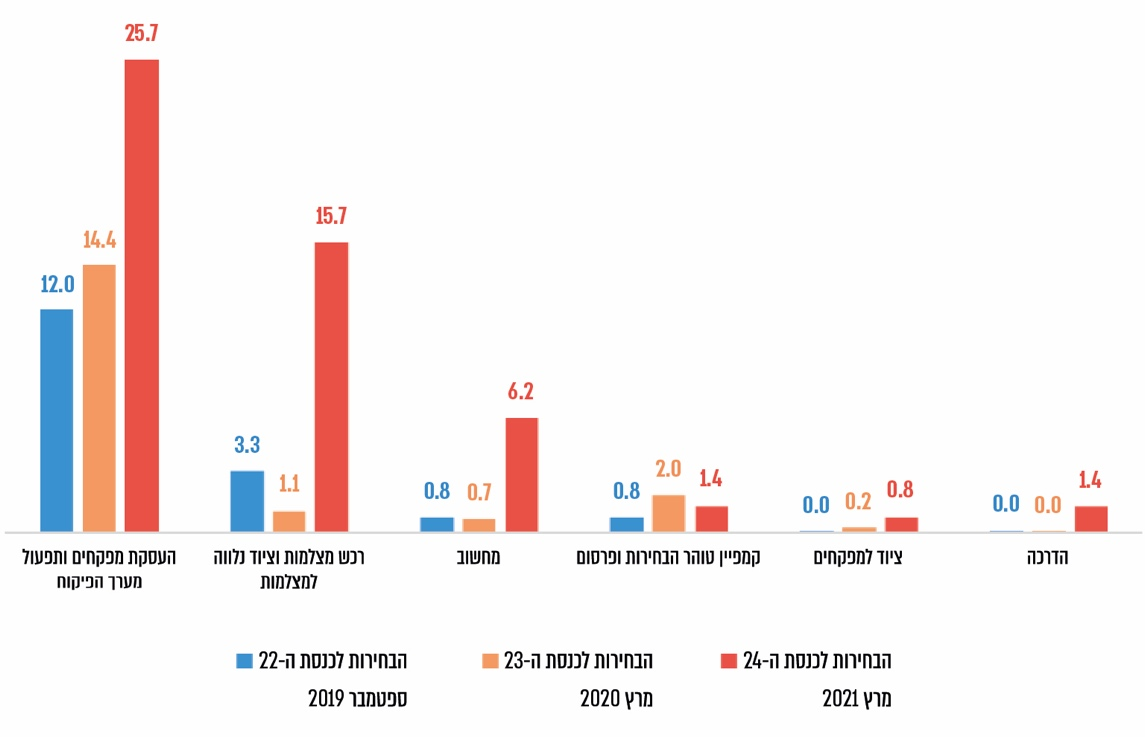 25.7
15.7
14.4
12.0
6.2
3.3
1.1
0.8
0.7
0.8
2.0
1.4
0.0
0.2
0.8
0.0
0.0
1.4
העסקת מפקחים ותפעול
מערך הפיקוח
רכש מצלמות וציוד נלווה
למצלמות
מחשוב
קמפיין טוהר הבחירות ופרסום
ציוד למפקחים
הדרכה
הבחירות לכנסת ה-24
מרץ 2021
הבחירות לכנסת ה-23
מרץ 2020
הבחירות לכנסת ה-22
ספטמבר 2019